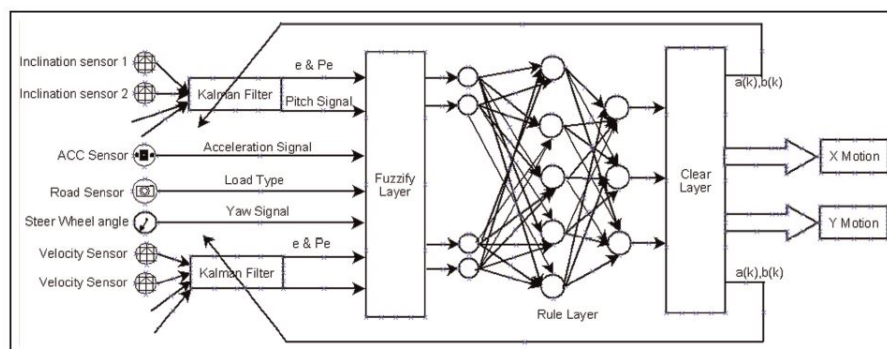 Inclination sensor 1
Inclination sensor 2
Kalman Filter
e & Pe
Pitch Signal
ACC Sensor
Acceleration Signal
Road Sensor
Load Type
Steer Wheel angle
Yaw Signal
Velocity Sensor
Velocity Sensor
Kalman Filter
e & Pe
Fuzzify
Layer
Rule Layer
Clear
Layer
a(k),b(k)
X Motion
Y Motion
a(k),b(k)